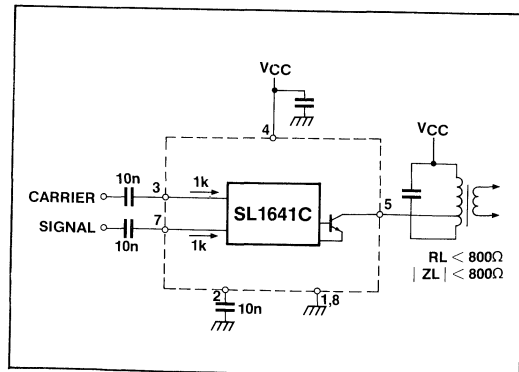 VCC
4
VCC
10n
3
1k
CARRIER
SL1641C
5
SIGNAL
7
10n
1k
RL < 800Ω
| ZL | < 800Ω
2
10n
1,8